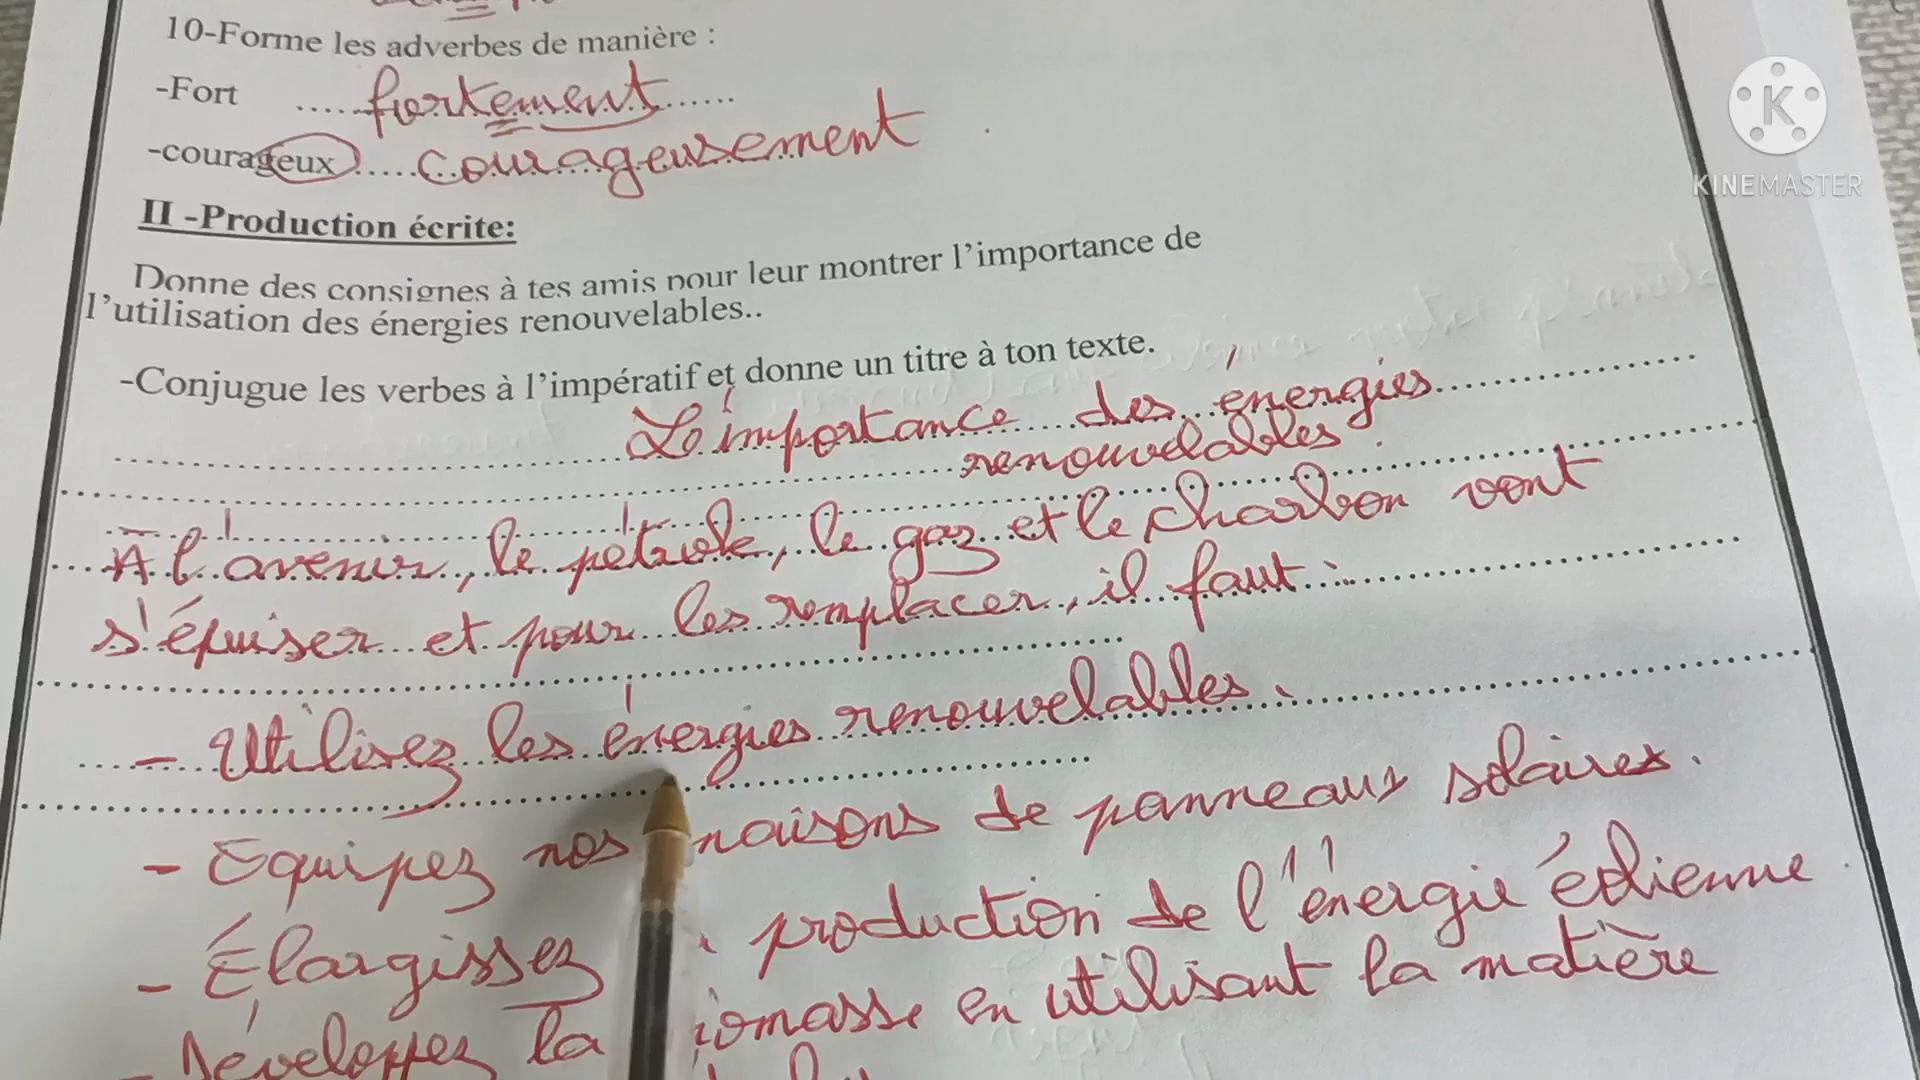 10-Forme les adverbes de manière :
-Fort ..... fortement ......
-courageux ..... courageusement
II -Production écrite:
Donne des consignes à tes amis pour leur montrer l'importance de
l'utilisation des énergies renouvelables..
-Conjugue les verbes à l'impératif et donne un titre à ton texte.
L'importance des énergies
renouvelables.
A l'avenir, le pétrole, le gaz et le charbon vont
s'épuiser et pour les remplacer, il faut :
- Utilisez les énergies renouvelables.
- Equipez nos maisons de panneaux solaires.
- Élargissez production de l'énergie éolienne
- Développez la en utilisant la matière
KINEMASTER